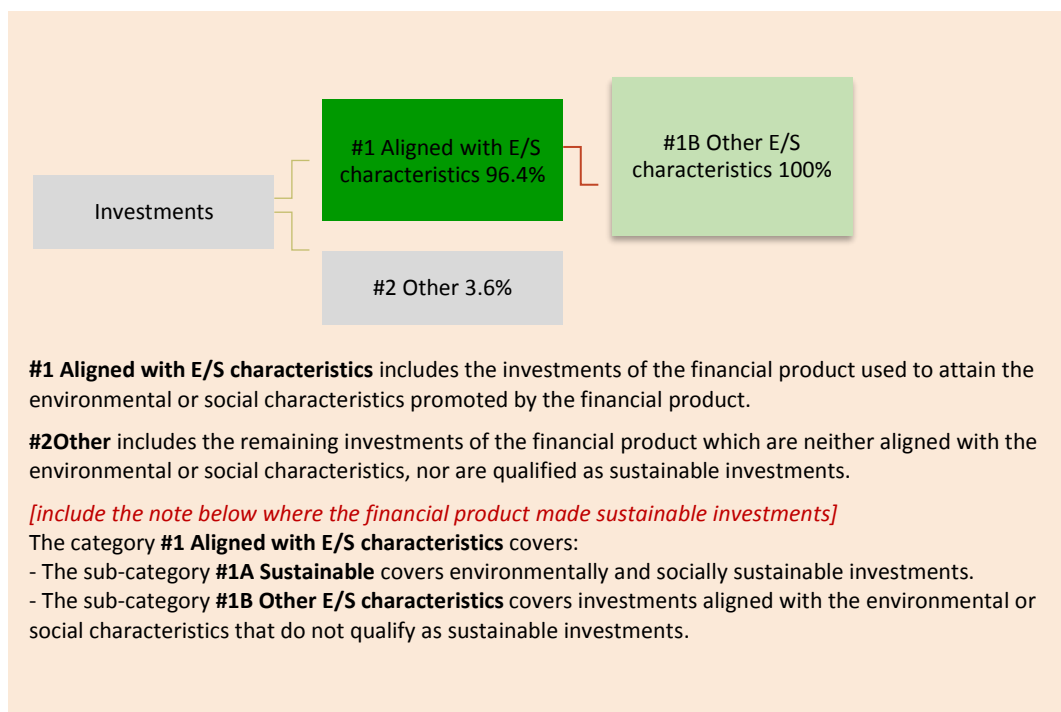 #1 Aligned with E/S
characteristics 96.4%
#1B Other E/S
characteristics 100%
Investments
#2 Other 3.6%
#1 Aligned with E/S characteristics includes the investments of the financial product used to attain the
environmental or social characteristics promoted by the financial product.
#2Other includes the remaining investments of the financial product which are neither aligned with the
environmental or social characteristics, nor are qualified as sustainable investments.
[include the note below where the financial product made sustainable investments]
The category #1 Aligned with E/S characteristics covers:
- The sub-category #1A Sustainable covers environmentally and socially sustainable investments.
- The sub-category #1B Other E/S characteristics covers investments aligned with the environmental or
social characteristics that do not qualify as sustainable investments.